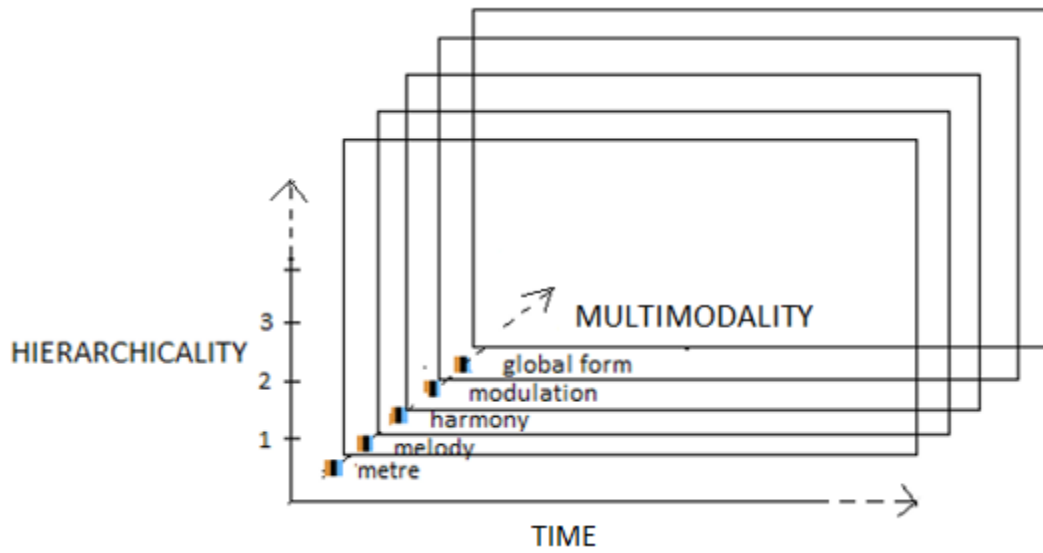 3
MULTIMODALITY
HIERARCHICALITY
global form
2
modulation
harmony
1
melody
metre
TIME